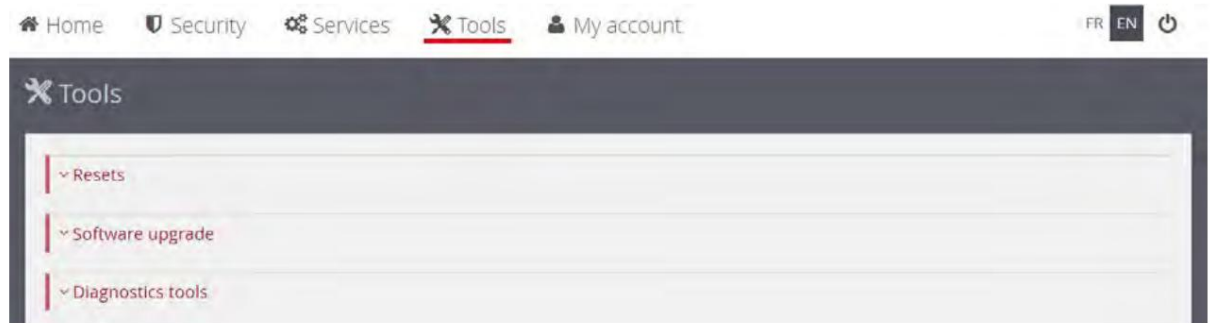 Home Security Services Tools My account FR EN
Tools
Resets
Software upgrade
Diagnostics tools